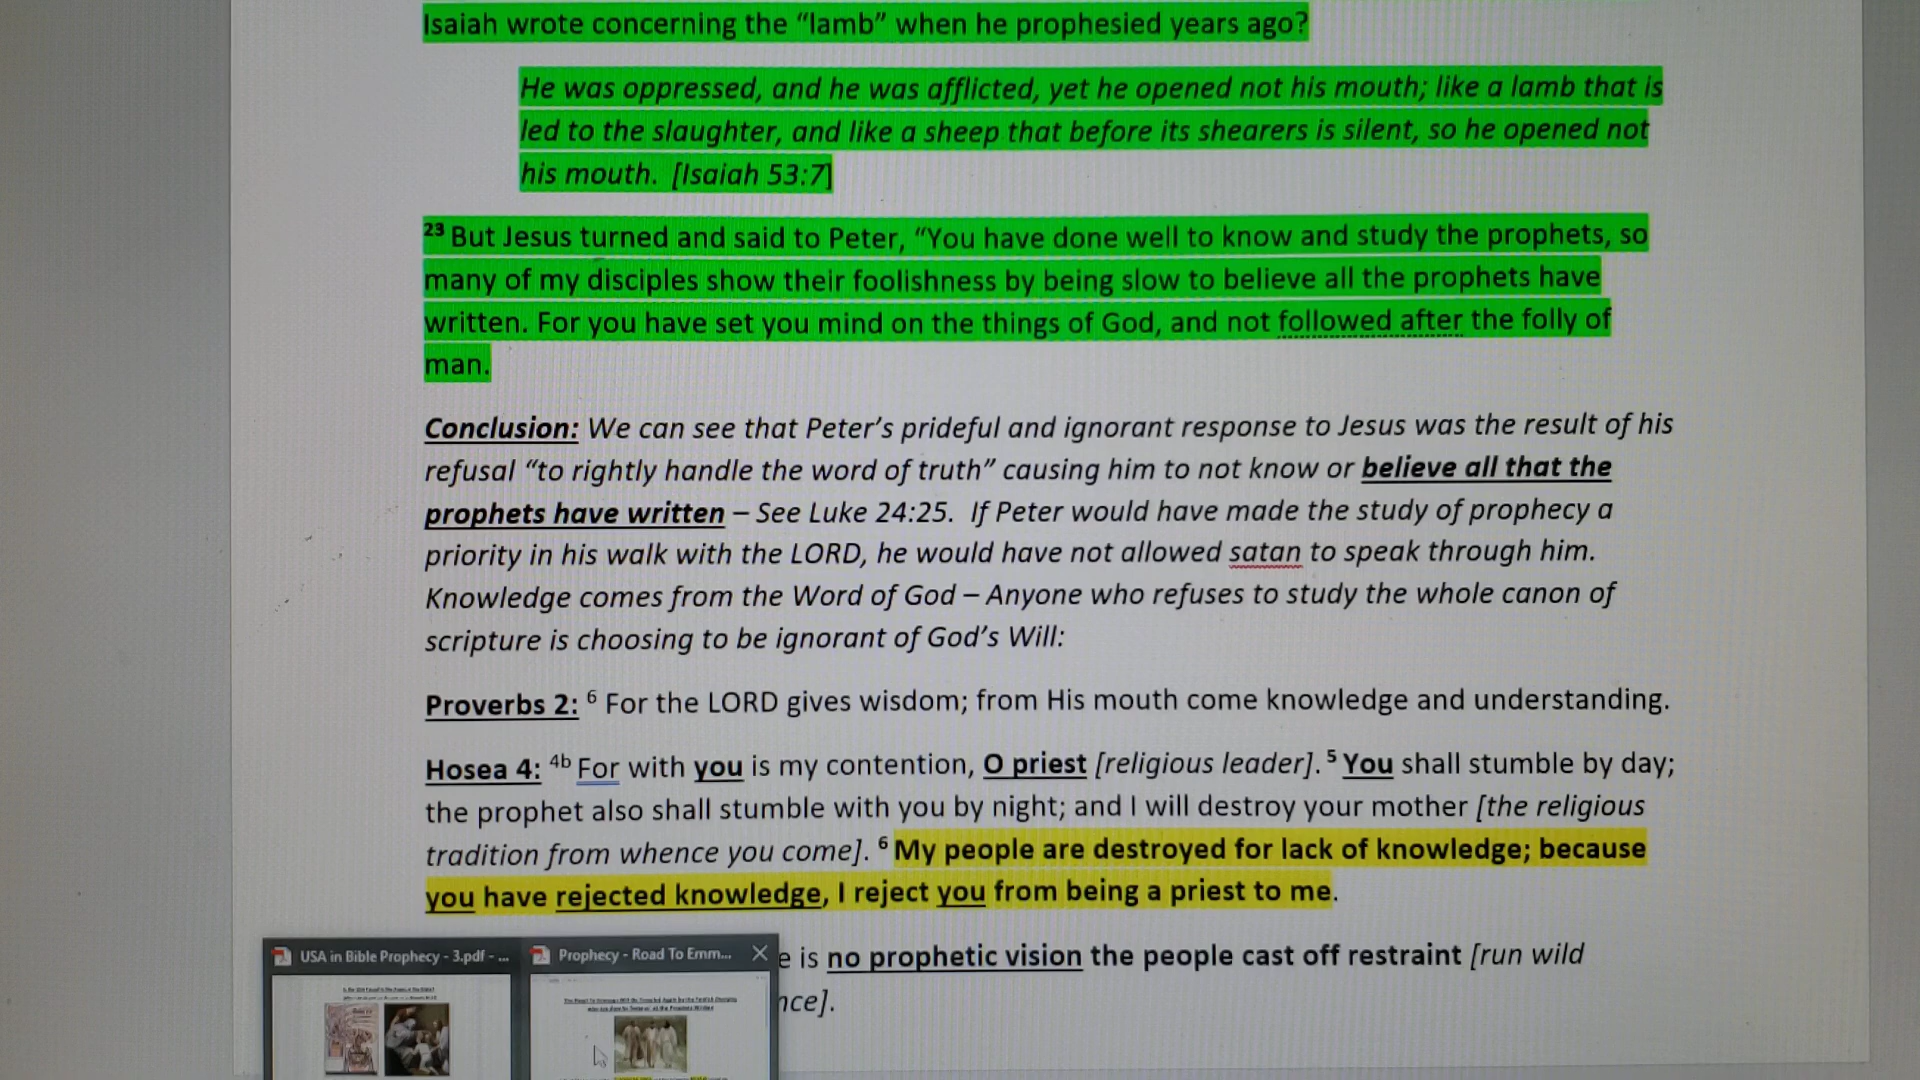 Isaiah wrote concerning the “lamb” when he prophesied years ago?
He was oppressed, and he was afflicted, yet he opened not his mouth; like a lamb that is
led to the slaughter, and like a sheep that before its shearers is silent, so he opened not
his mouth. [Isaiah 53:7]
23 But Jesus turned and said to Peter, “You have done well to know and study the prophets, so
many of my disciples show their foolishness by being slow to believe all the prophets have
written. For you have set you mind on the things of God, and not followed after the folly of
man.
Conclusion: We can see that Peter’s prideful and ignorant response to Jesus was the result of his
refusal “to rightly handle the word of truth” causing him to not know or believe all that the
prophets have written – See Luke 24:25. If Peter would have made the study of prophecy a
priority in his walk with the LORD, he would have not allowed satan to speak through him.
Knowledge comes from the Word of God – Anyone who refuses to study the whole canon of
scripture is choosing to be ignorant of God’s Will:
Proverbs 2: 6 For the LORD gives wisdom; from His mouth come knowledge and understanding.
Hosea 4: 4b For with you is my contention, O priest [religious leader]. 5 You shall stumble by day;
the prophet also shall stumble with you by night; and I will destroy your mother [the religious
tradition from whence you come]. 6 My people are destroyed for lack of knowledge; because
you have rejected knowledge, I reject you from being a priest to me.
e is no prophetic vision the people cast off restraint [run wild
nce].
USA in Bible Prophecy - 3.pdf - ...
Prophecy - Road To Emm...